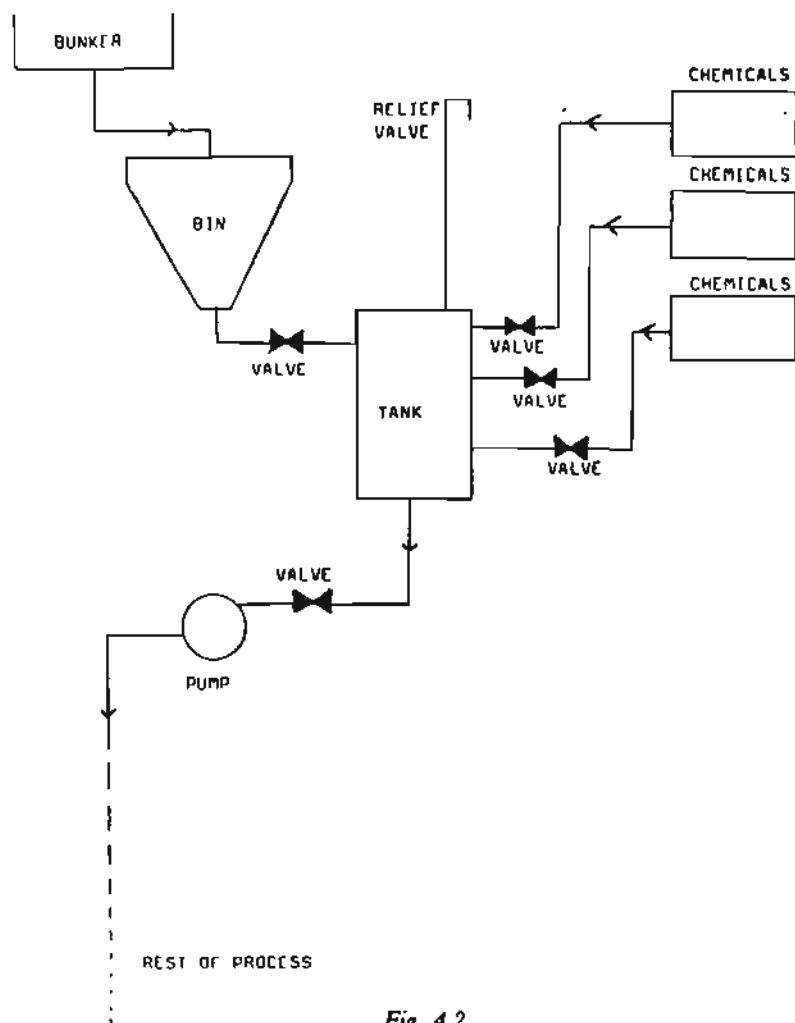 BUNKER
CHEMICALS
RELIEF
VALVE
CHEMICALS
BIN
CHEMICALS
VALVE
VALVE
VALVE
TANK
VALVE
VALVE
PUMP
REST OF PROCESS
Fig. 4.2